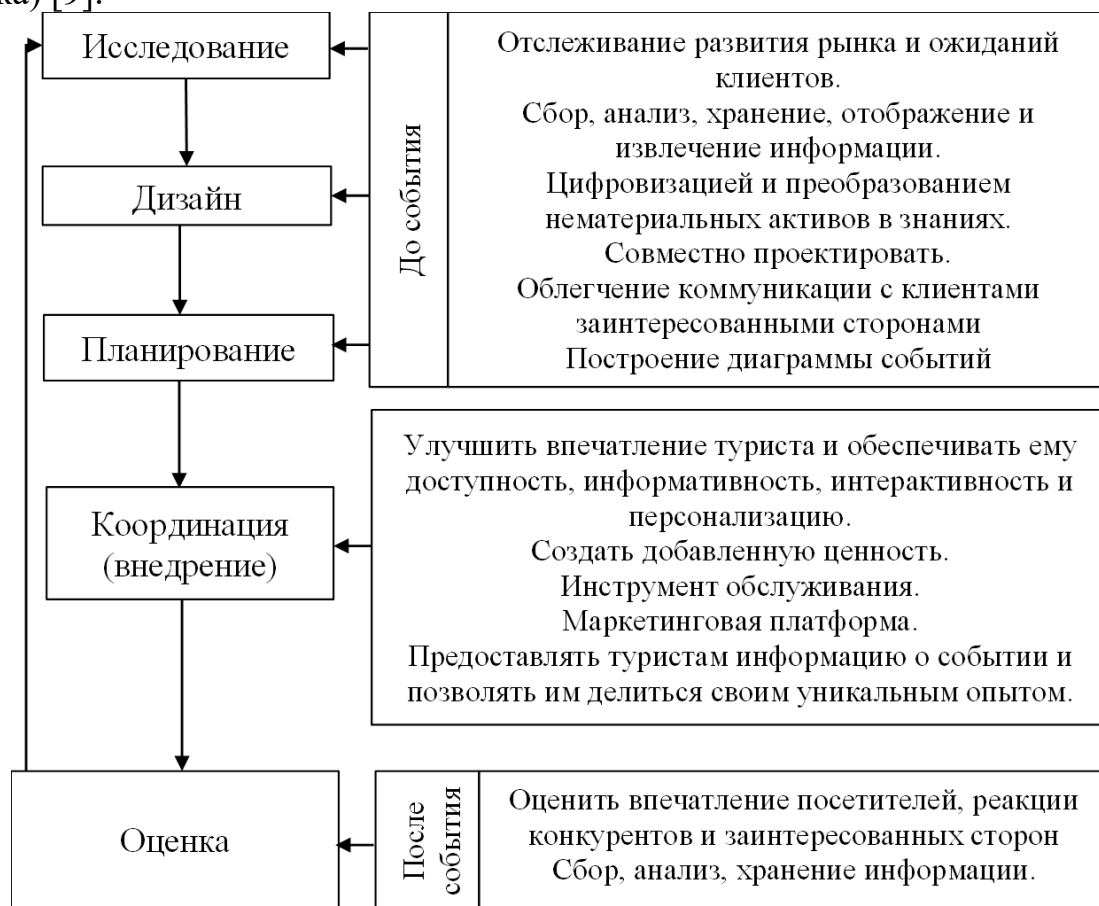 ка) [9].
Исследование
Дизайн
Планирование
До события
Отслеживание развития рынка и ожиданий
клиентов.
Сбор, анализ, хранение, отображение и
извлечение информации.
Цифровизацией и преобразованием
нематериальных активов в знаниях.
Совместно проектировать.
Облегчение коммуникации с клиентами
заинтересованными сторонами
Построение диаграммы событий
Координация
(внедрение)
Улучшить впечатление туриста и обеспечивать ему
доступность, информативность, интерактивность и
персонализацию.
Создать добавленную ценность.
Инструмент обслуживания.
Маркетинговая платформа.
Предоставлять туристам информацию о событии и
позволять им делиться своим уникальным опытом.
Оценка
После
события
Оценить впечатление посетителей, реакции
конкурентов и заинтересованных сторон
Сбор, анализ, хранение информации.